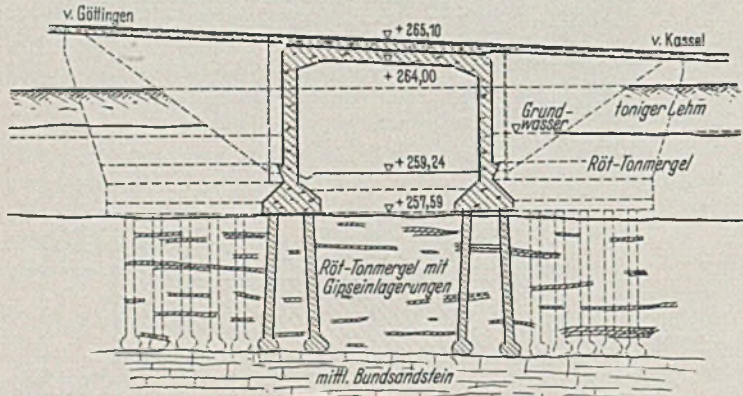 v. Göttingen
+ 265,10
v. Kassel
+ 264,00
Grund-
wasser
toniger Lehm
Röt-Tonmergel
+ 259,24
+ 257,59
Röt-Tonmergel mit
Gipseinlagerungen
mittl. Bundsandstein